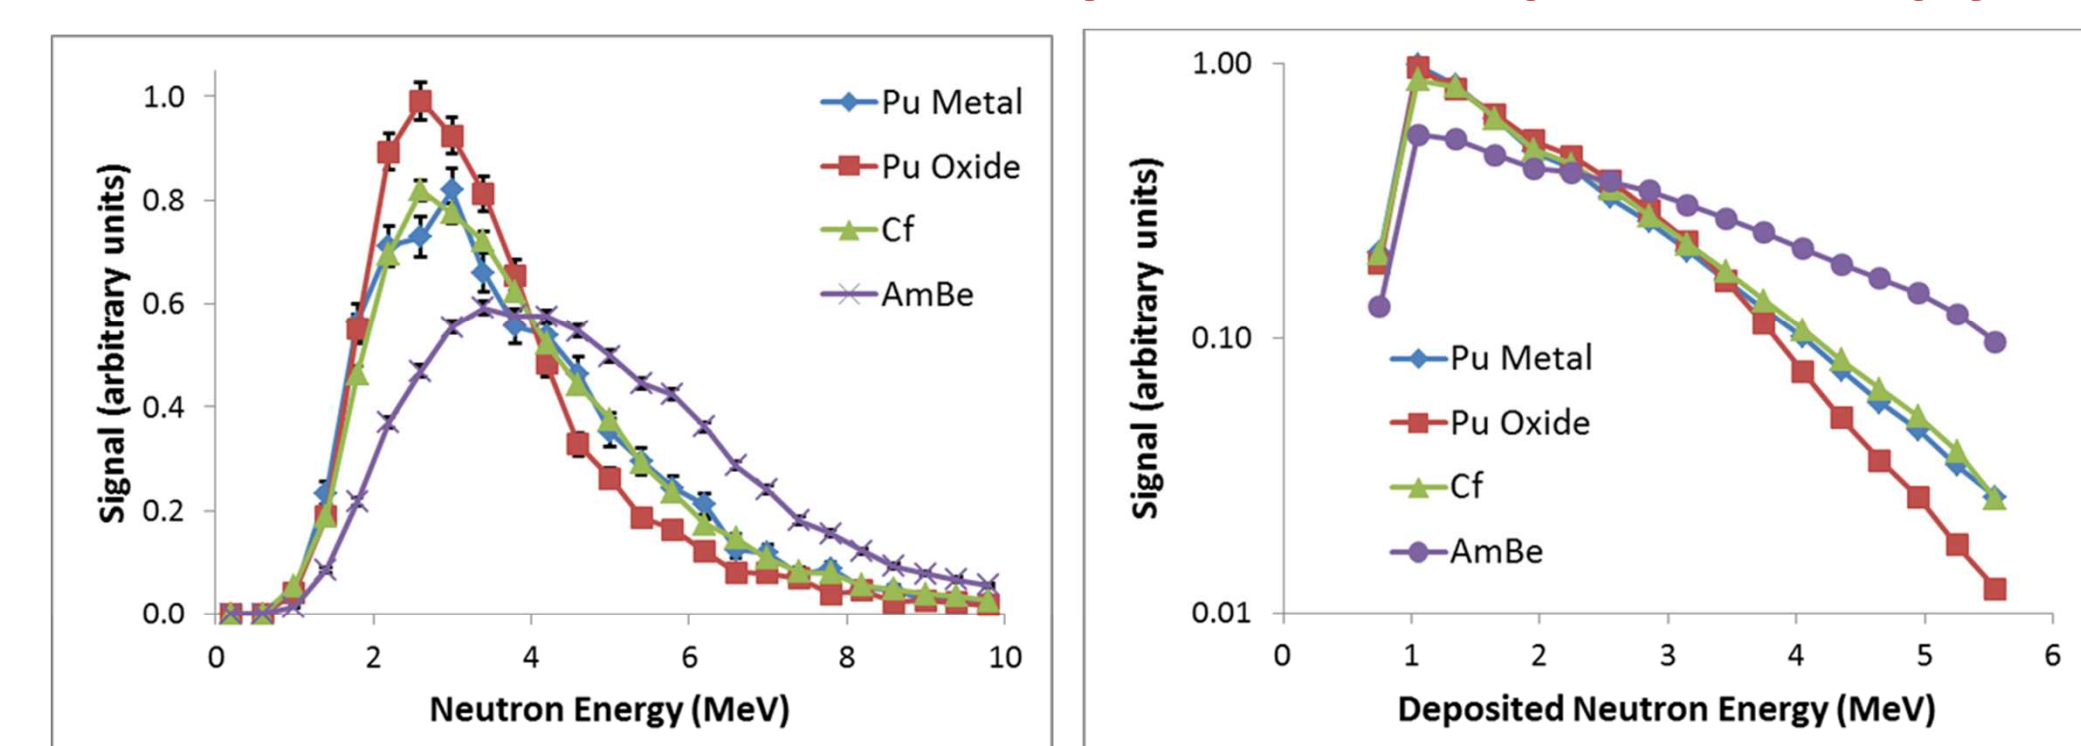 Signal (arbitrary units)
1.0
0.8
0.6
0.4
0.2
0.0
0 2 4 6 8 10
Neutron Energy (MeV)
Pu Metal
Pu Oxide
Cf
AmBe
Signal (arbitrary units)
1.00
0.10
0.01
0 1 2 3 4 5 6
Deposited Neutron Energy (MeV)
Pu Metal
Pu Oxide
Cf
AmBe